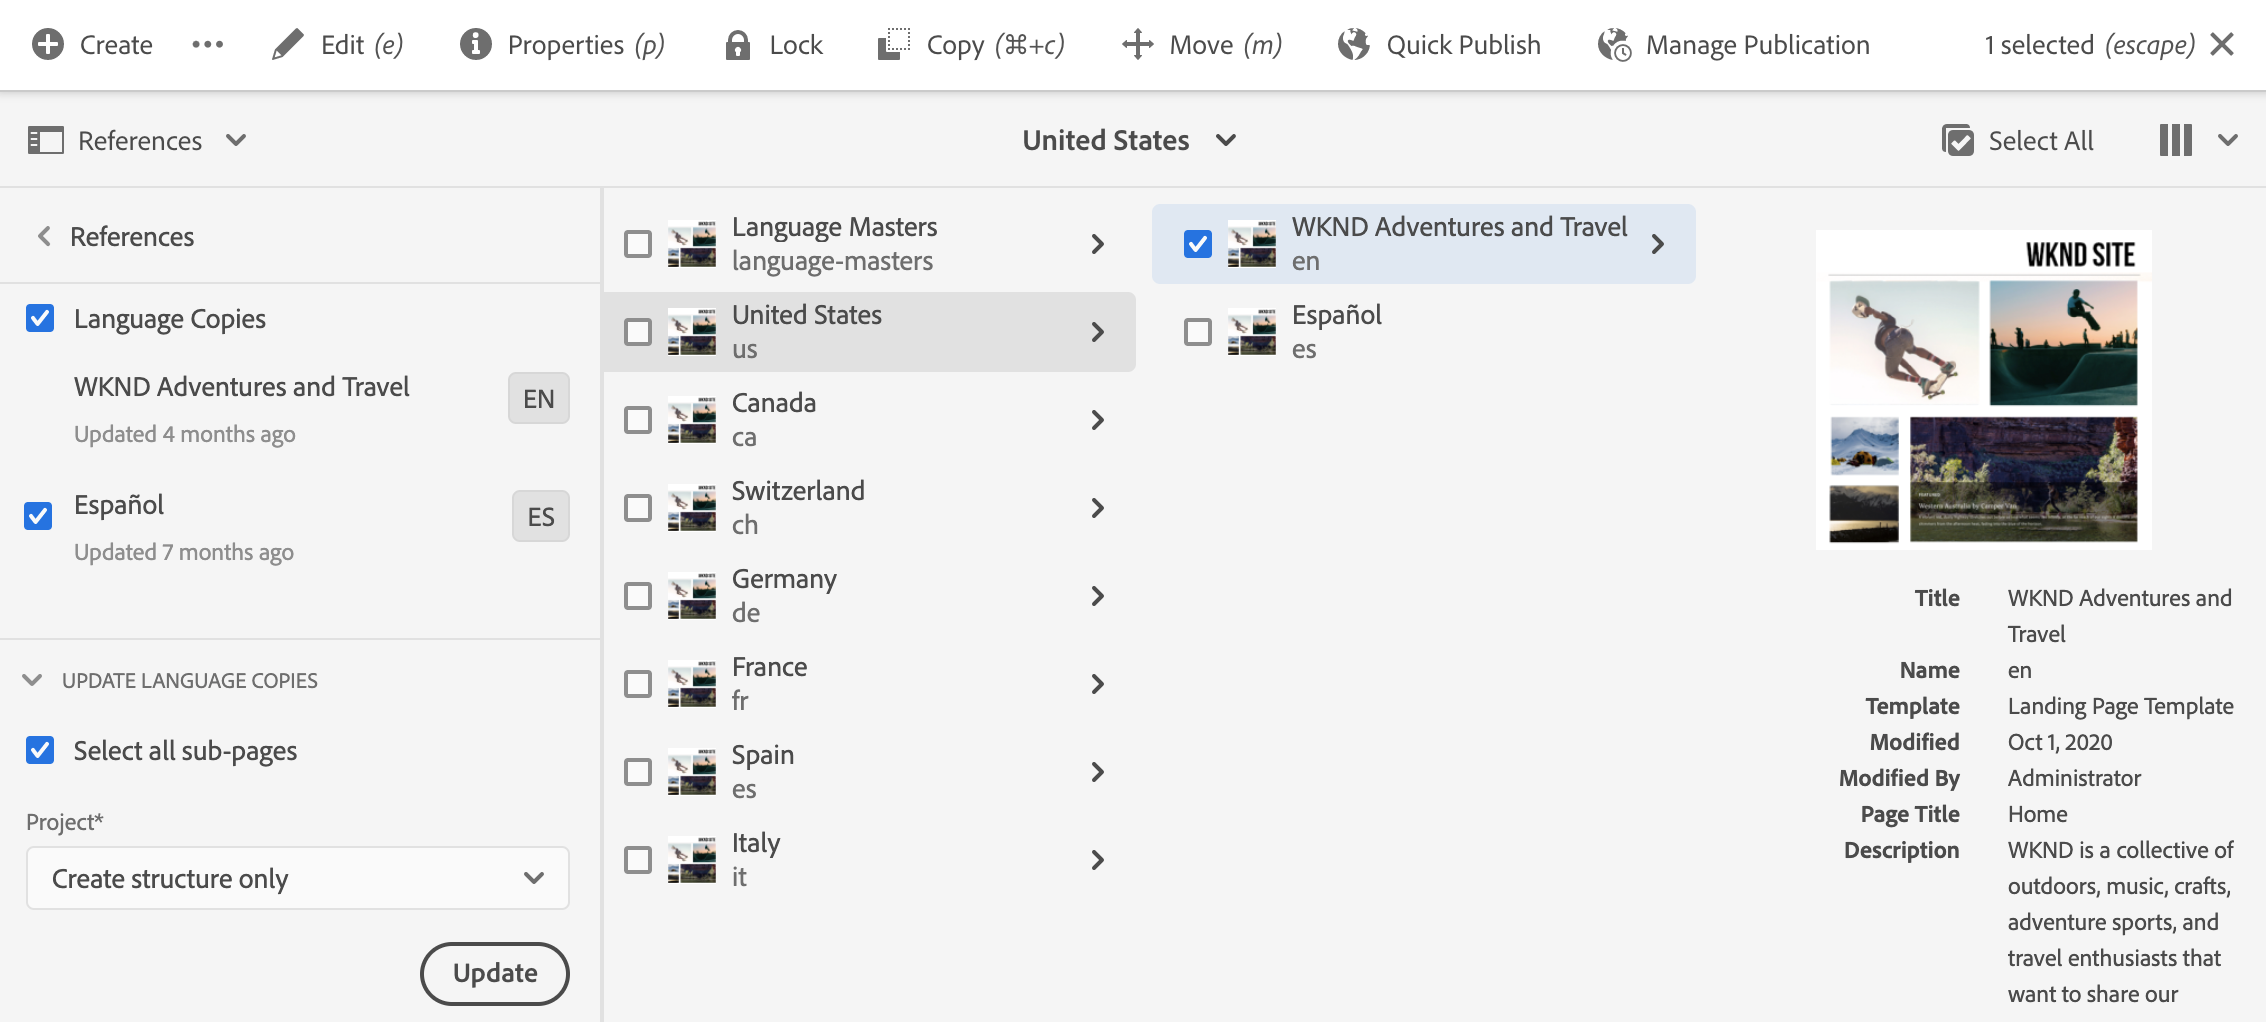 Create
Edit (e)
Properties (p)
Lock
Copy (⌘+c)
Move (m)
Quick Publish
Manage Publication
1 selected (escape)
References
United States
Select All
References
Language Copies
WKND Adventures and Travel
EN
Updated 4 months ago
Español
ES
Updated 7 months ago
UPDATE LANGUAGE COPIES
Select all sub-pages
Project*
Create structure only
Update
Language Masters
language-masters
United States
us
Canada
ca
Switzerland
ch
Germany
de
France
fr
Spain
es
Italy
it
WKND Adventures and Travel
en
Español
es
WKND SITE
Western Australia by Camper Van
Title WKND Adventures and
Travel
Name en
Template Landing Page Template
Modified Oct 1, 2020
Modified By Administrator
Page Title Home
Description WKND is a collective of
outdoors, music, crafts,
adventure sports, and
travel enthusiasts that
want to share our